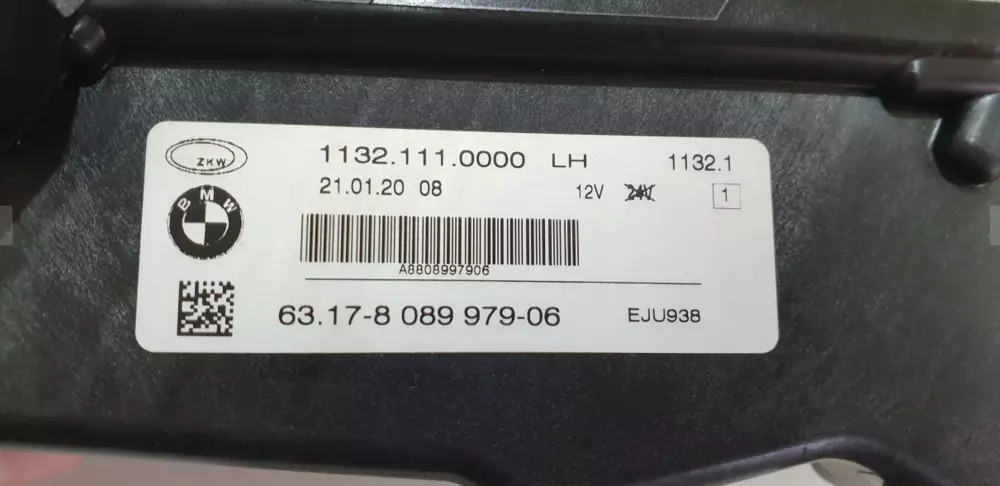 ZKW
1132.111.0000 LH 1132.1
21.01.20 08 12V 24V 1
BMW
A8808997906
63.17-8 089 979-06 EJU938